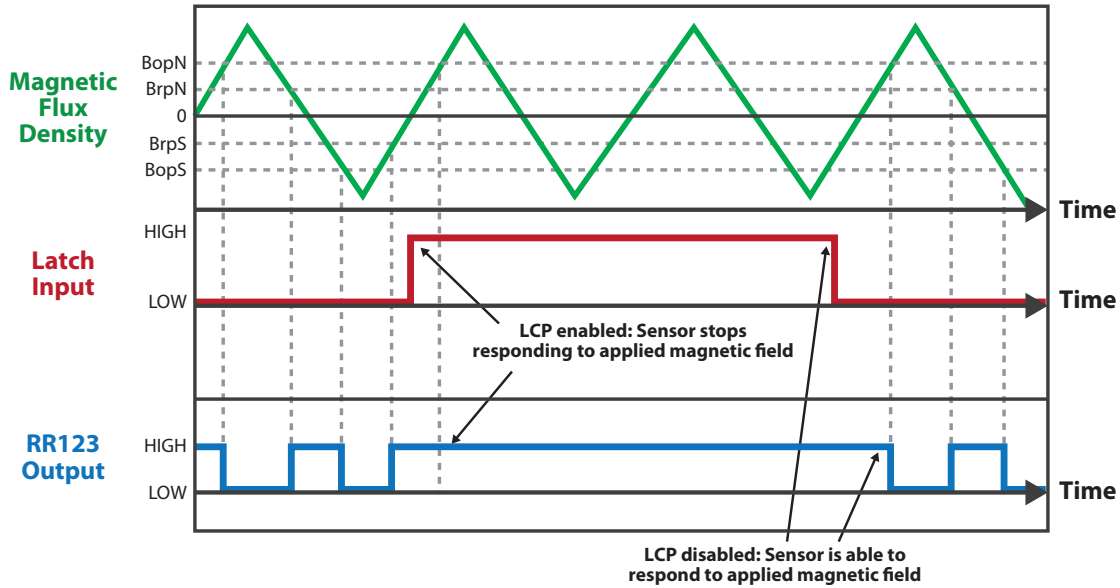 Magnetic
Flux
Density
BopN
BrpN
0
BrpS
BopS
Time
Latch
Input
HIGH
LOW
Time
LCP enabled: Sensor stops
responding to applied magnetic field
RR123
Output
HIGH
LOW
Time
LCP disabled: Sensor is able to
respond to applied magnetic field